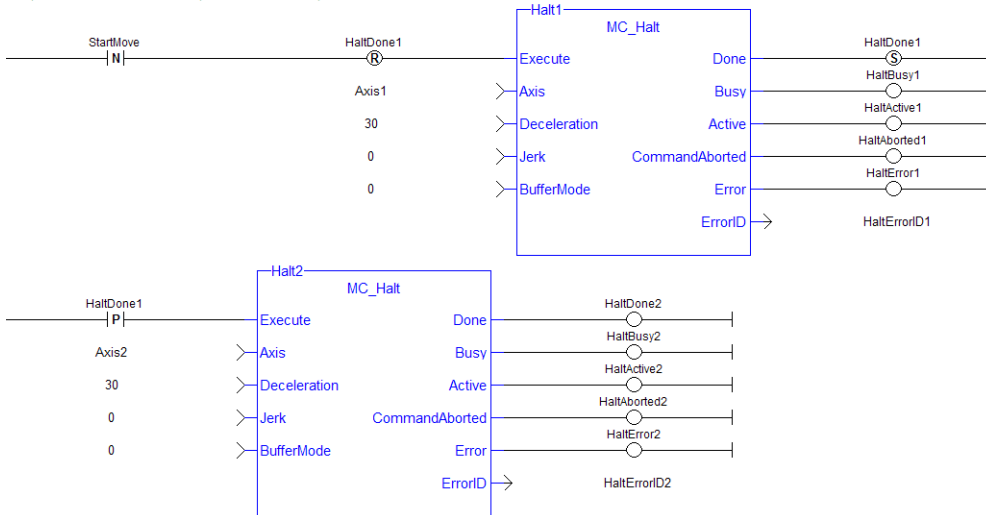 Halt1
MC_Halt
StartMove HaltDone1 HaltDone1
N R Execute Done S
HaltBusy1
Axis1 Axis Busy
HaltActive1
30 Deceleration Active
HaltAborted1
0 Jerk CommandAborted
HaltError1
0 BufferMode Error
ErrorID HaltErrorID1
Halt2
MC_Halt
HaltDone1 HaltDone2
P Execute Done
HaltBusy2
Axis2 Axis Busy
HaltActive2
30 Deceleration Active
HaltAborted2
0 Jerk CommandAborted
HaltError2
0 BufferMode Error
ErrorID HaltErrorID2